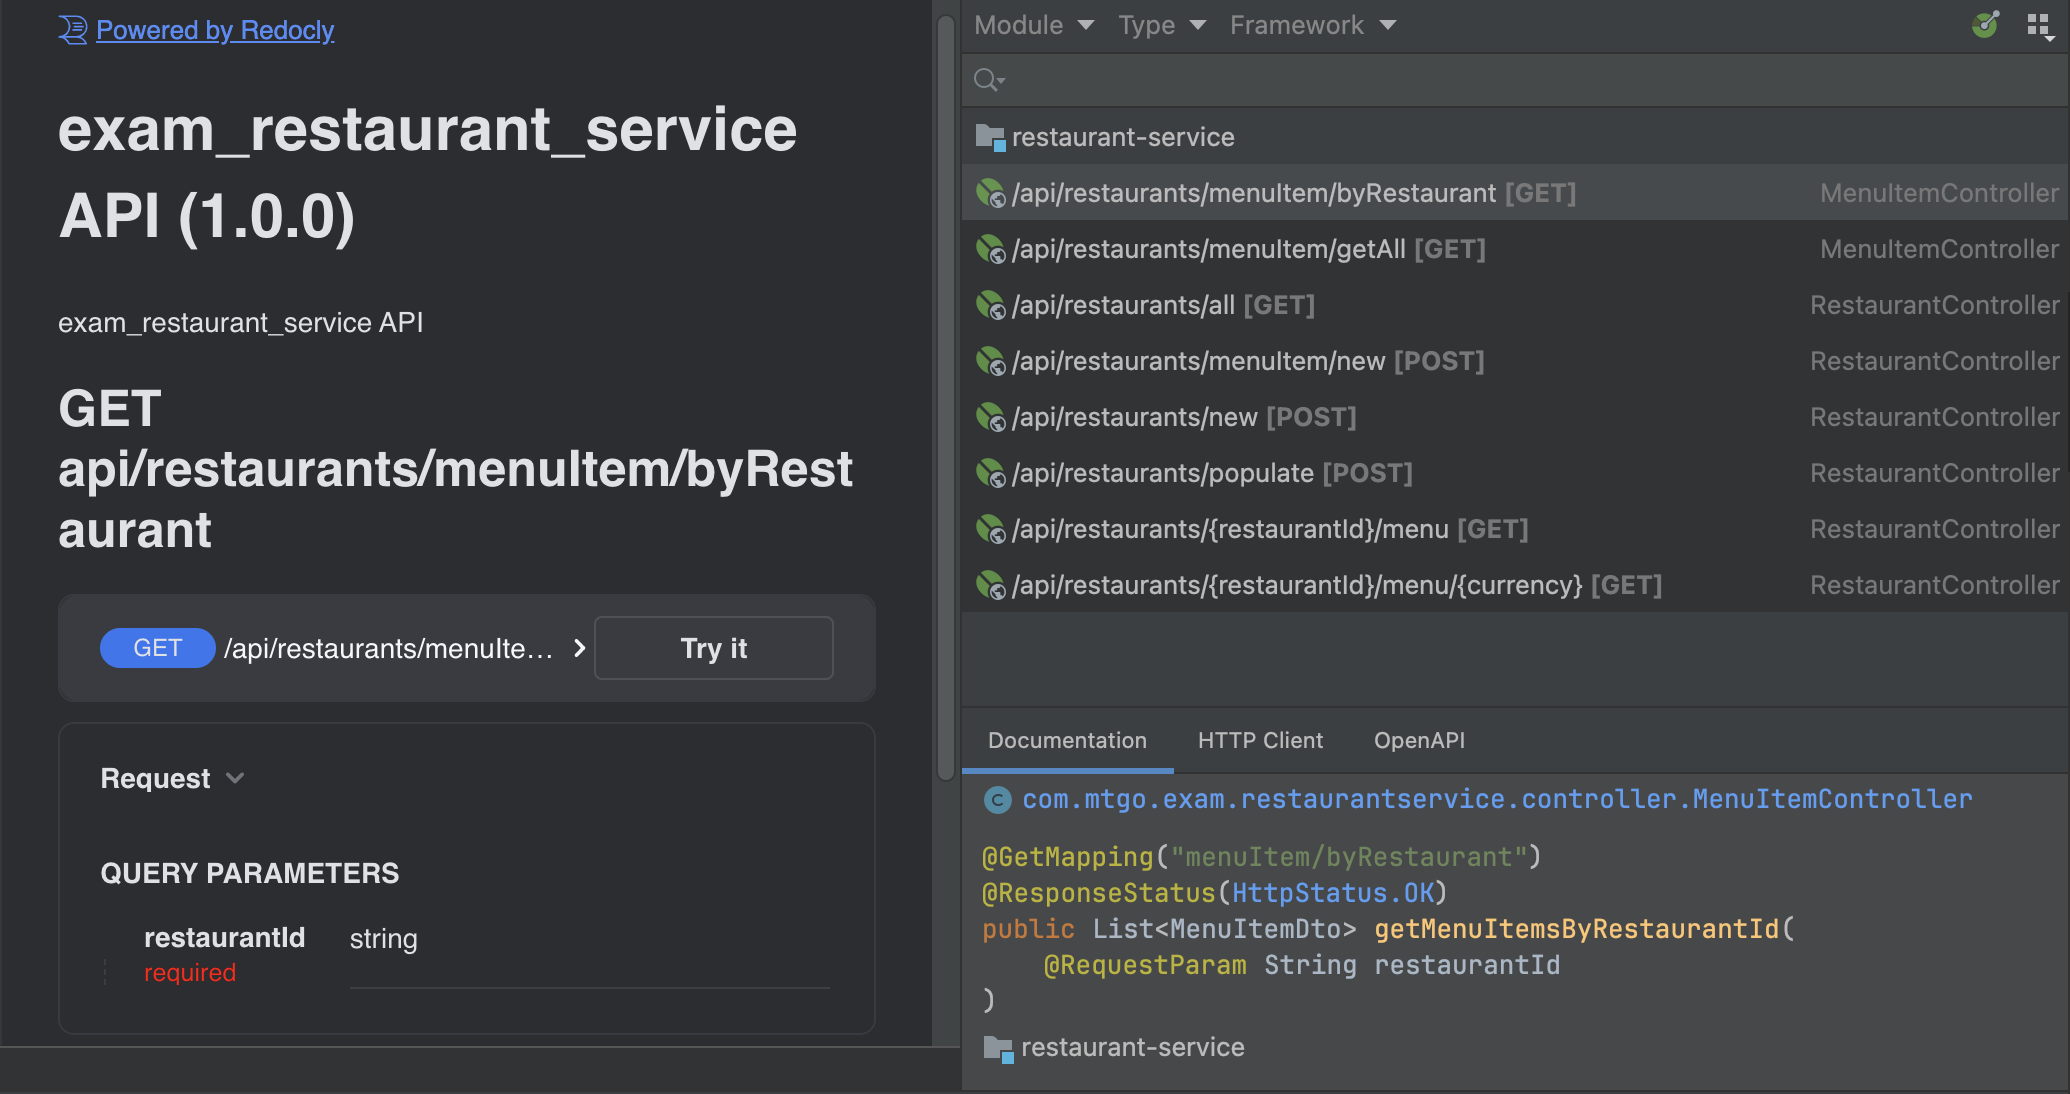 Powered by Redocly
exam_restaurant_service
API (1.0.0)
exam_restaurant_service API
GET
api/restaurants/menuItem/byRest
aurant
GET /api/restaurants/menuIte... Try it
Request
QUERY PARAMETERS
restaurantId string
required
Module Type Framework
restaurant-service
/api/restaurants/menuItem/byRestaurant [GET] MenuItemController
/api/restaurants/menuItem/getAll [GET] MenuItemController
/api/restaurants/all [GET] RestaurantController
/api/restaurants/menuItem/new [POST] RestaurantController
/api/restaurants/new [POST] RestaurantController
/api/restaurants/populate [POST] RestaurantController
/api/restaurants/{restaurantId}/menu [GET] RestaurantController
/api/restaurants/{restaurantId}/menu/{currency} [GET] RestaurantController
Documentation HTTP Client OpenAPI
C com.mtgo.exam.restaurantservice.controller.MenuItemController
@GetMapping("menuItem/byRestaurant")
@ResponseStatus(HttpStatus.OK)
public List<MenuItemDto> getMenuItemsByRestaurantId(
@RequestParam String restaurantId
)
restaurant-service